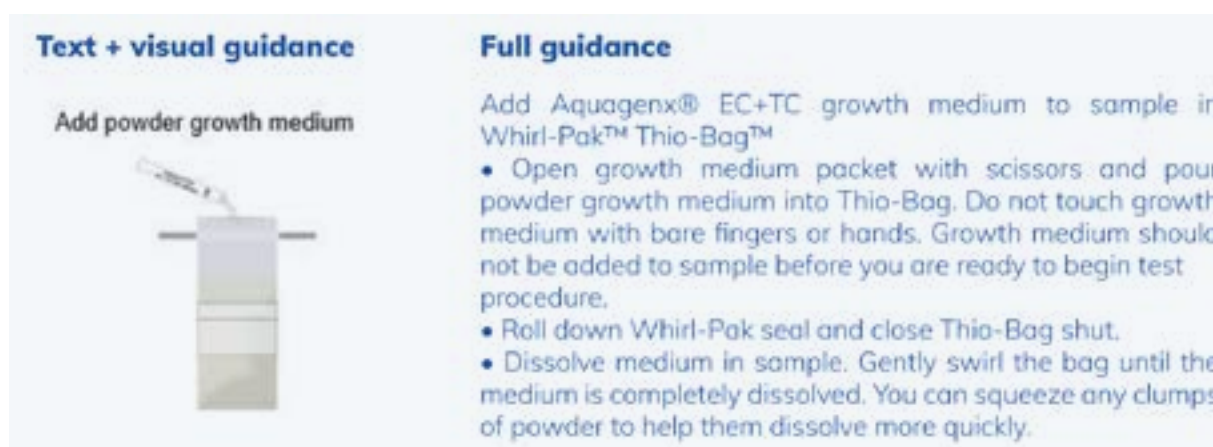 Text + visual guidance
Add powder growth medium
Full guidance
Add Aquagenx® EC+TC growth medium to sample in
Whirl-Pak™ Thio-Bag™
• Open growth medium packet with scissors and pour
powder growth medium into Thio-Bag. Do not touch growth
medium with bare fingers or hands. Growth medium should
not be added to sample before you are ready to begin test
procedure.
• Roll down Whirl-Pak seal and close Thio-Bag shut.
• Dissolve medium in sample. Gently swirl the bag until the
medium is completely dissolved. You can squeeze any clumps
of powder to help them dissolve more quickly.